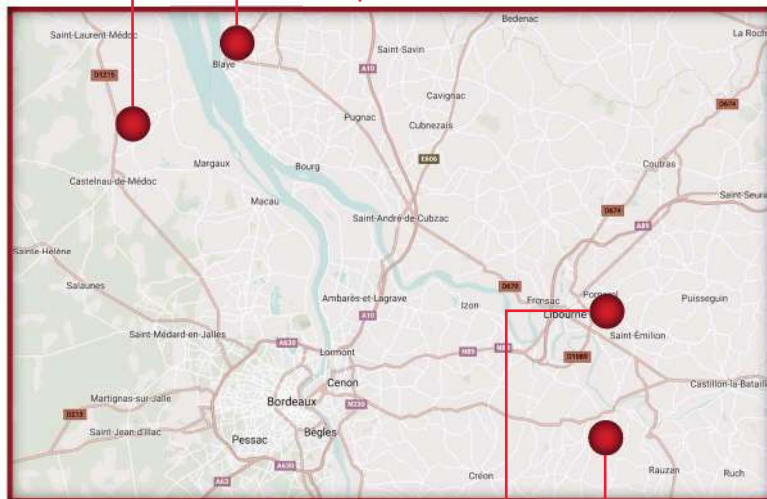 Bedenac
Saint-Laurent-Médoc
La Roch
Saint-Savin
Blaye
A10
D1215
Cavignac
D674
Pugnac
Cubnezais
E606
Margaux
Bourg
Coutras
Castelnau-de-Médoc
Saint-Seura
Macau
D674
Saint-André-de-Cubzac
A89
Sainte-Hélène
Salaunes
D670
Ambarès-et-Lagrave
Izon
Fronsac
Puisseguin
A10
Libourne
Saint-Médard-en-Jalles
A630
Saint-Émilion
Lormont
N89
D1089
Cenon
Castillon-la-Bataill
Martignas-sur-Jalle
Bordeaux
N230
D213
Saint-Jean-d'Illac
Bègles
Pessac
A630
Créon
Rauzan
Ruch
A63